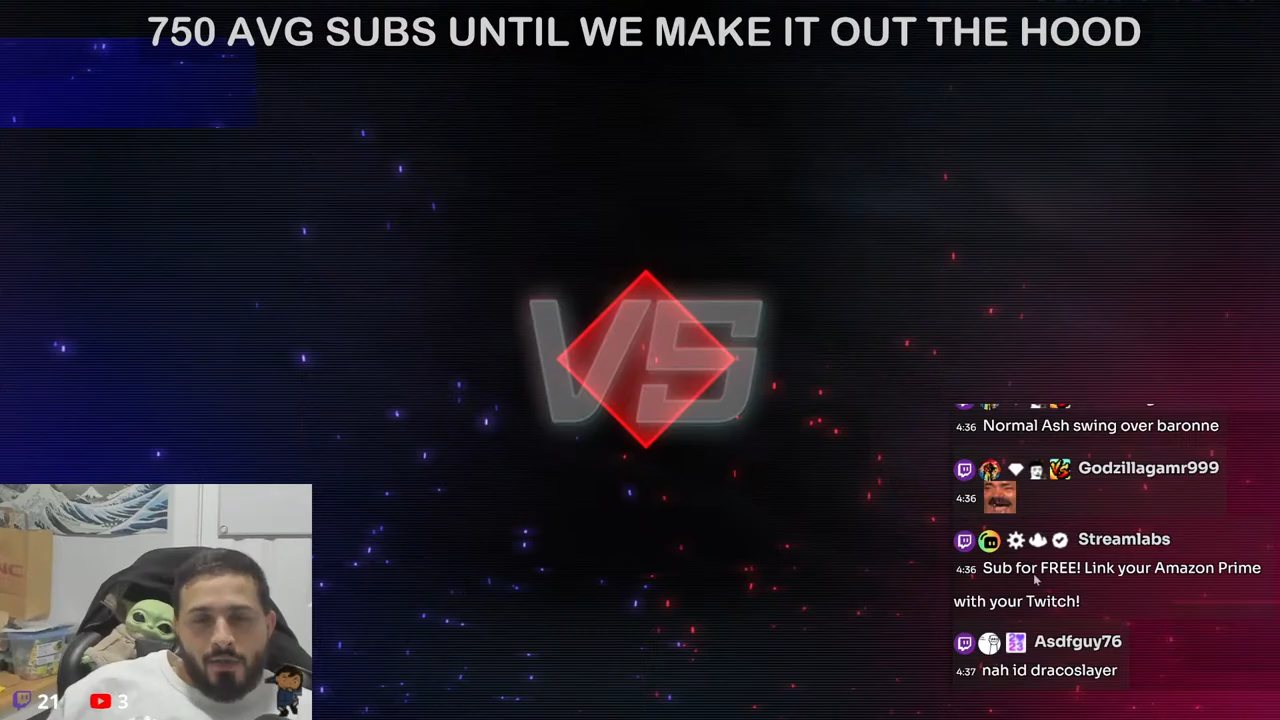 750 AVG SUBS UNTIL WE MAKE IT OUT THE HOOD
VS
4:36 Normal Ash swing over baronne
Godzillagamr999
4:36
Streamlabs
4:36 Sub for FREE! Link your Amazon Prime
with your Twitch!
Asdfguy76
4:37 nah id dracoslayer
21 3